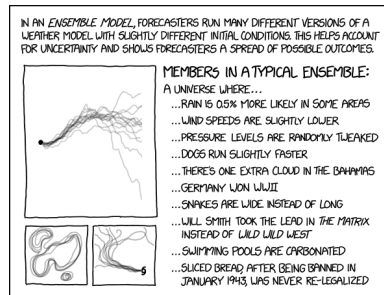 IN AN ENSEMBLE MODEL, FORECASTERS RUN MANY DIFFERENT VERSIONS OF A
WEATHER MODEL WITH SLIGHTLY DIFFERENT INITIAL CONDITIONS. THIS HELPS ACCOUNT
FOR UNCERTAINTY AND SHOWS FORECASTERS A SPREAD OF POSSIBLE OUTCOMES.
MEMBERS IN A TYPICAL ENSEMBLE:
A UNIVERSE WHERE...
...RAIN IS 0.5% MORE LIKELY IN SOME AREAS
...WIND SPEEDS ARE SLIGHTLY LOWER
...PRESSURE LEVELS ARE RANDOMLY TWEAKED
...DOGS RUN SLIGHTLY FASTER
...THERE'S ONE EXTRA CLOUD IN THE BAHAMAS
...GERMANY WON WWII
...SNAKES ARE WIDE INSTEAD OF LONG
...WILL SMITH TOOK THE LEAD IN THE MATRIX
INSTEAD OF WILD WILD WEST
...SWIMMING POOLS ARE CARBONATED
...SLICED BREAD, AFTER BEING BANNED IN
JANUARY 1943, WAS NEVER RE-LEGALIZED